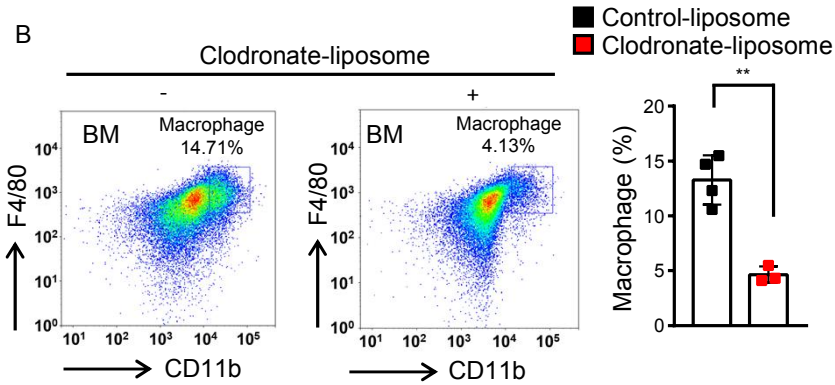 B
Clodronate-liposome
-
+
BM
Macrophage
14.71%
F4/80
10⁴
10³
10²
10¹
10⁰
10¹ 10² 10³ 10⁴ 10⁵
CD11b
BM
Macrophage
4.13%
F4/80
10⁴
10³
10²
10¹
10⁰
10¹ 10² 10³ 10⁴ 10⁵
CD11b
Control-liposome
Clodronate-liposome
**
Macrophage (%)
20
15
10
5
0